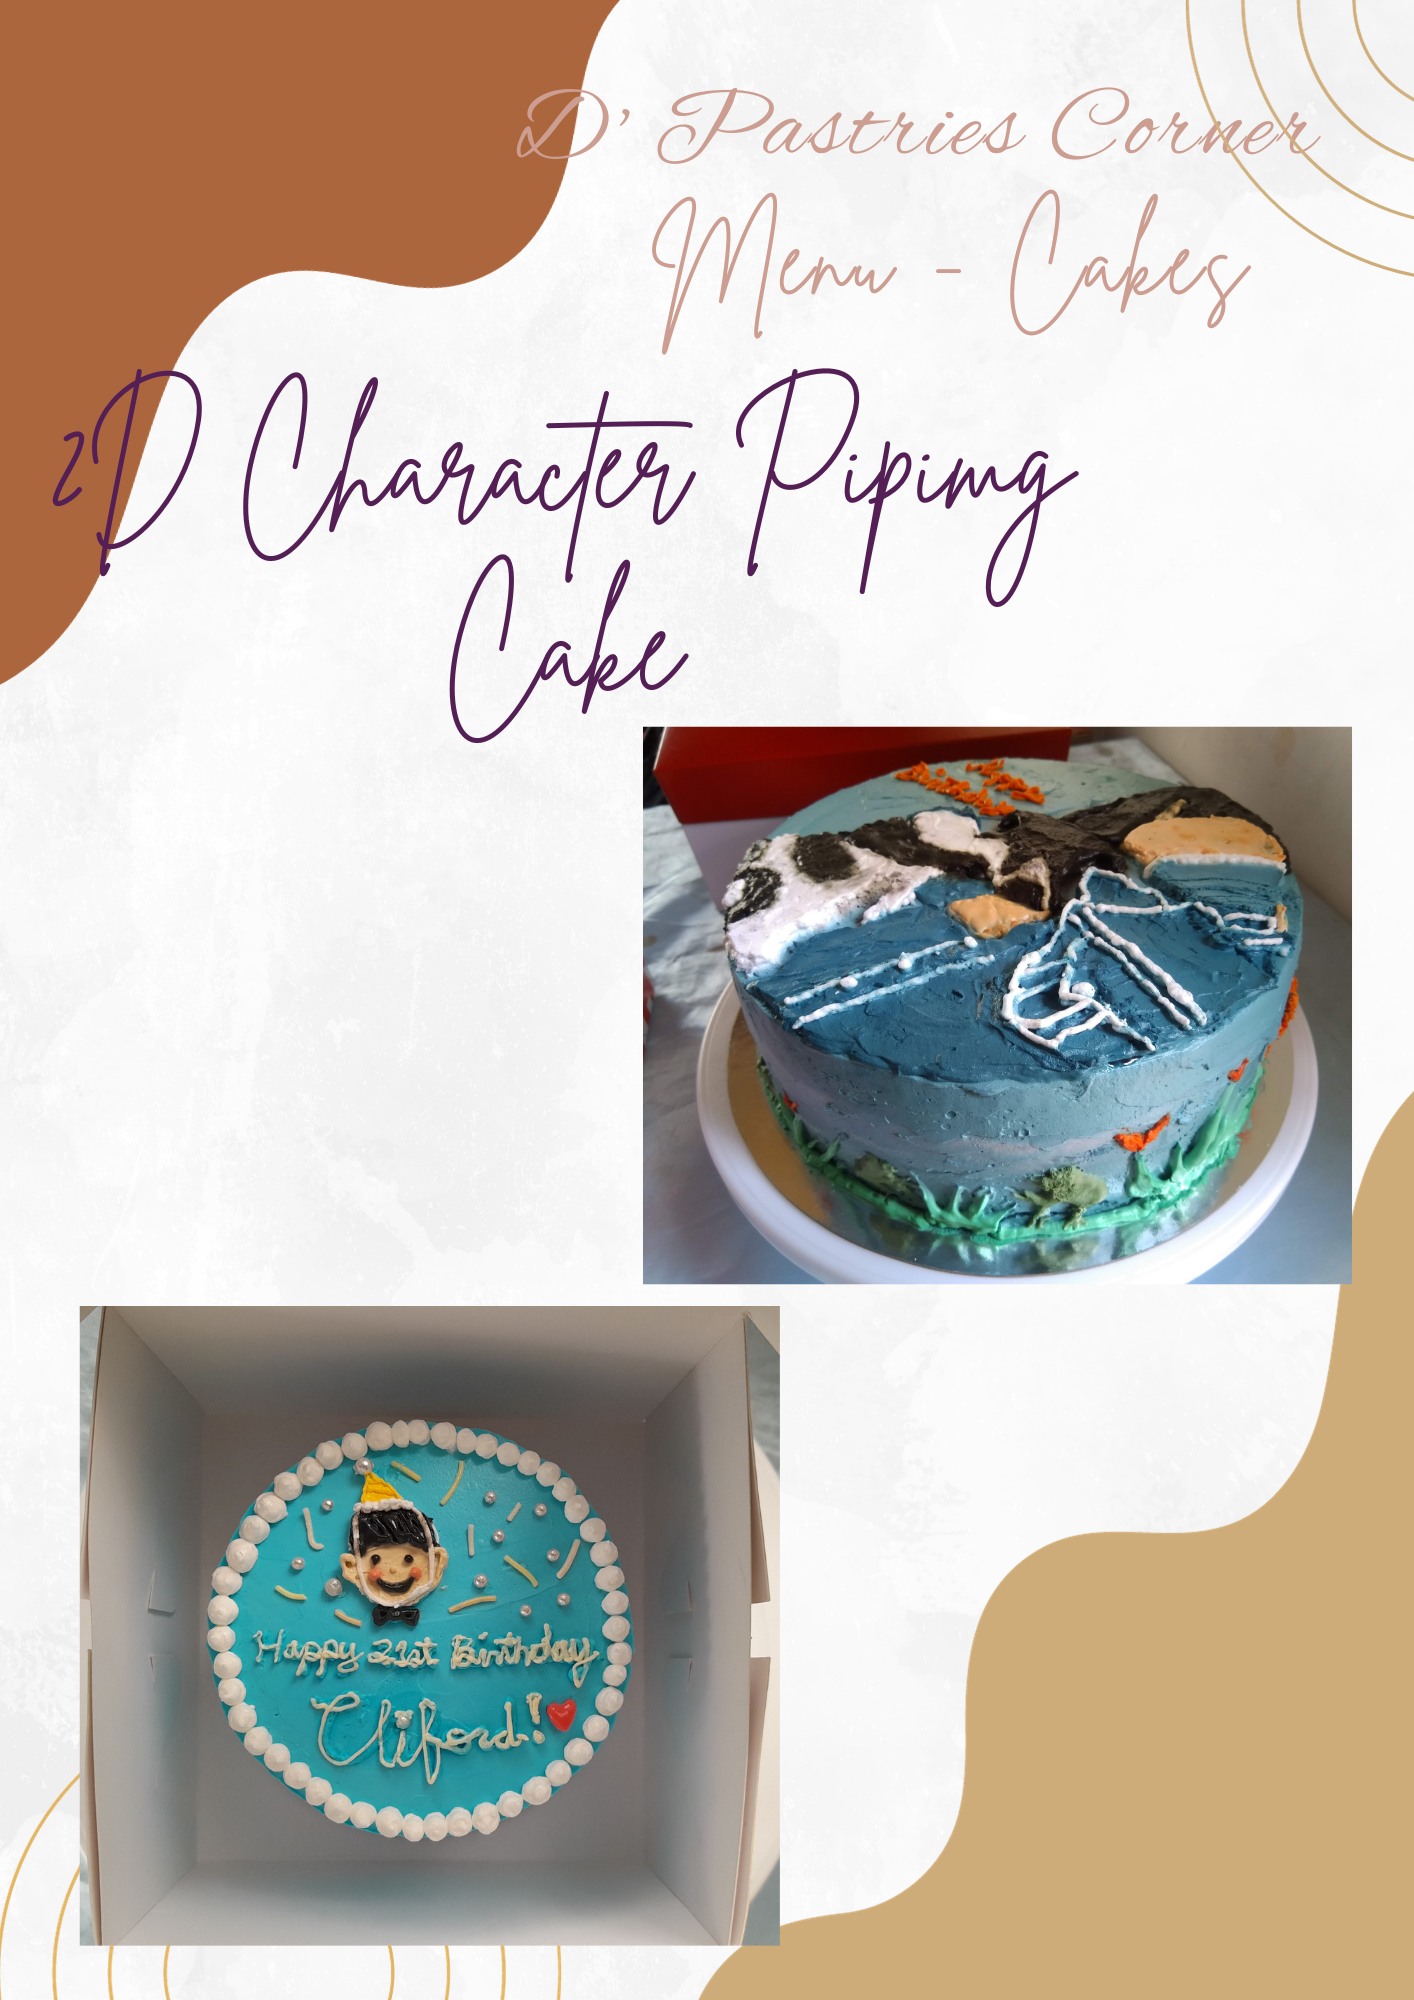 D' Pastries Corner
Menu - Cakes
2D Character Pipimg
Cake
Happy 21st Birthday
Cliford!